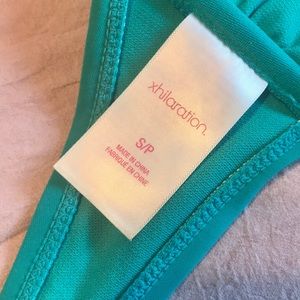 xhilaration.
S/P
MADE IN CHINA
FABRIQUÉ EN CHINE